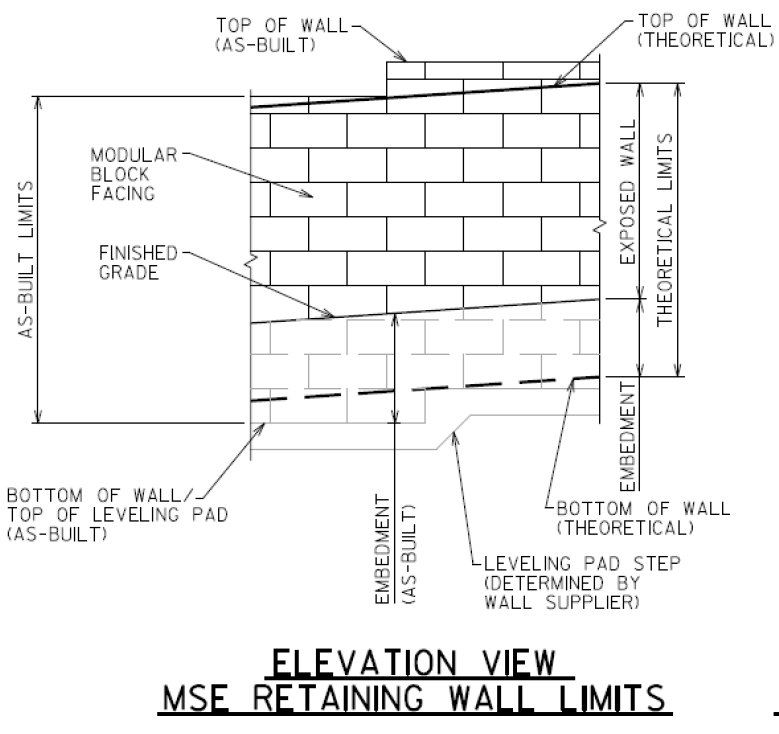 TOP OF WALL
(AS-BUILT)
TOP OF WALL
(THEORETICAL)
MODULAR
BLOCK
FACING
FINISHED
GRADE
AS-BUILT LIMITS
EXPOSED WALL
THEORETICAL LIMITS
EMBEDMENT
BOTTOM OF WALL/
TOP OF LEVELING PAD
(AS-BUILT)
EMBEDMENT
(AS-BUILT)
BOTTOM OF WALL
(THEORETICAL)
LEVELING PAD STEP
(DETERMINED BY
WALL SUPPLIER)
ELEVATION VIEW
MSE RETAINING WALL LIMITS